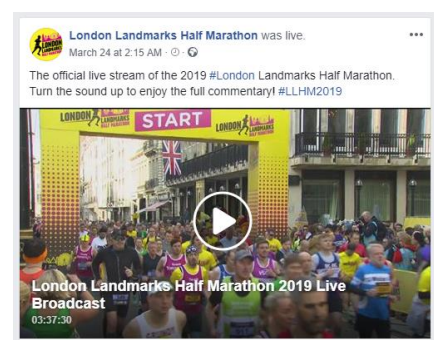 London Landmarks Half Marathon was live.
March 24 at 2:15 AM
The official live stream of the 2019 #London Landmarks Half Marathon.
Turn the sound up to enjoy the full commentary! #LLHM2019
LONDON LANDMARKS HALF MARATHON
START
LONDON LANDMARKS HALF MARATHON
London Landmarks Half Marathon 2019 Live
Broadcast
03:37:30